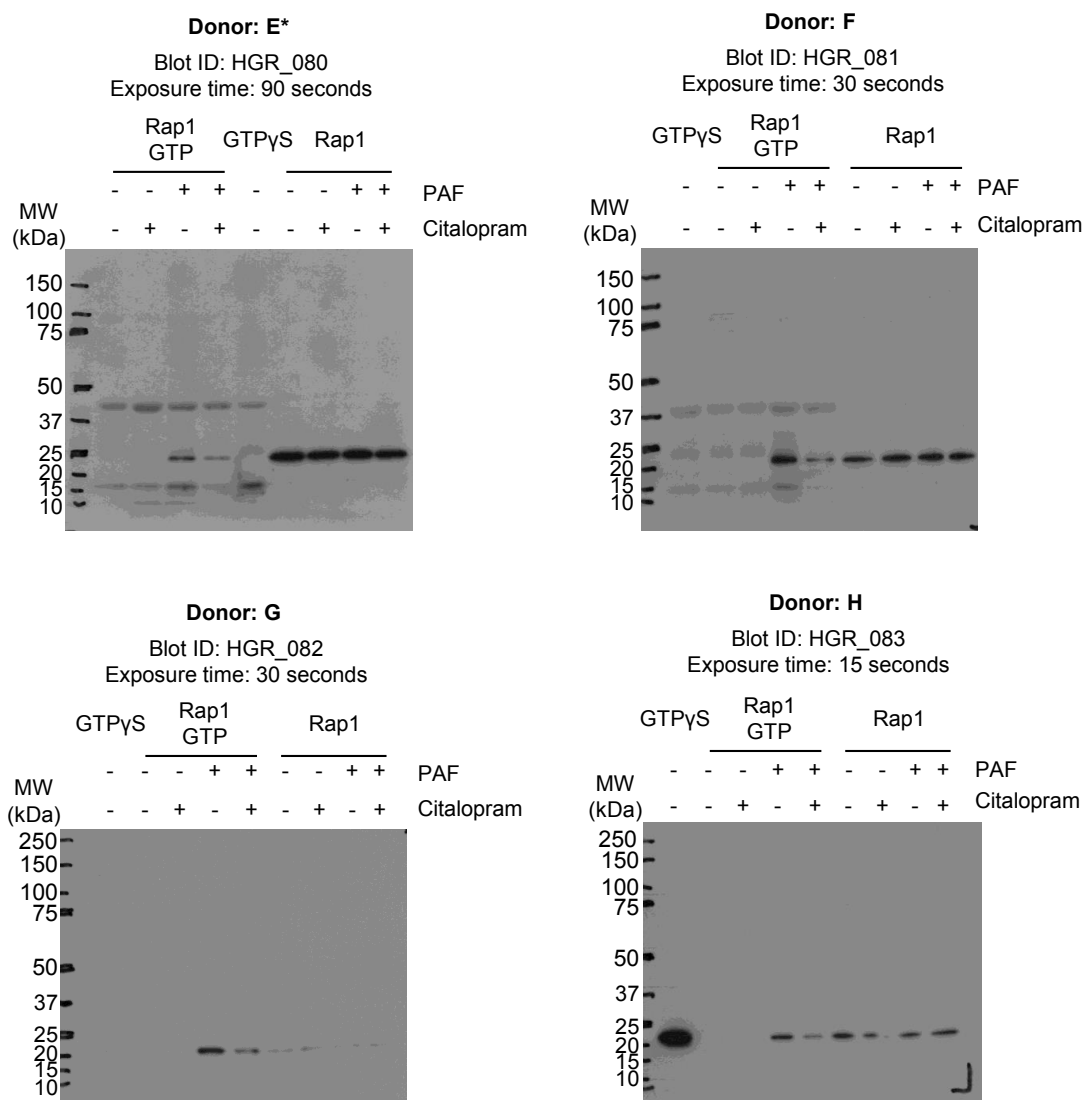 Donor: E*
Blot ID: HGR_080
Exposure time: 90 seconds
Rap1
GTP
GTPγS
Rap1
- - + + - - - + + PAF
- + - + - - + - + Citalopram
MW
(kDa)
150
100
75
50
37
25
20
15
10
Donor: F
Blot ID: HGR_081
Exposure time: 30 seconds
GTPγS
Rap1
GTP
Rap1
- - - + + - - + + PAF
- - + - + - + - + Citalopram
MW
(kDa)
150
100
75
50
37
25
20
15
10
Donor: G
Blot ID: HGR_082
Exposure time: 30 seconds
GTPγS
Rap1
GTP
Rap1
- - - + + - - + + PAF
- - + - + - + - + Citalopram
MW
(kDa)
250
150
100
75
50
37
25
20
15
10
Donor: H
Blot ID: HGR_083
Exposure time: 15 seconds
GTPγS
Rap1
GTP
Rap1
- - - + + - - + + PAF
- - + - + - + - + Citalopram
MW
(kDa)
250
150
100
75
50
37
25
20
15
10